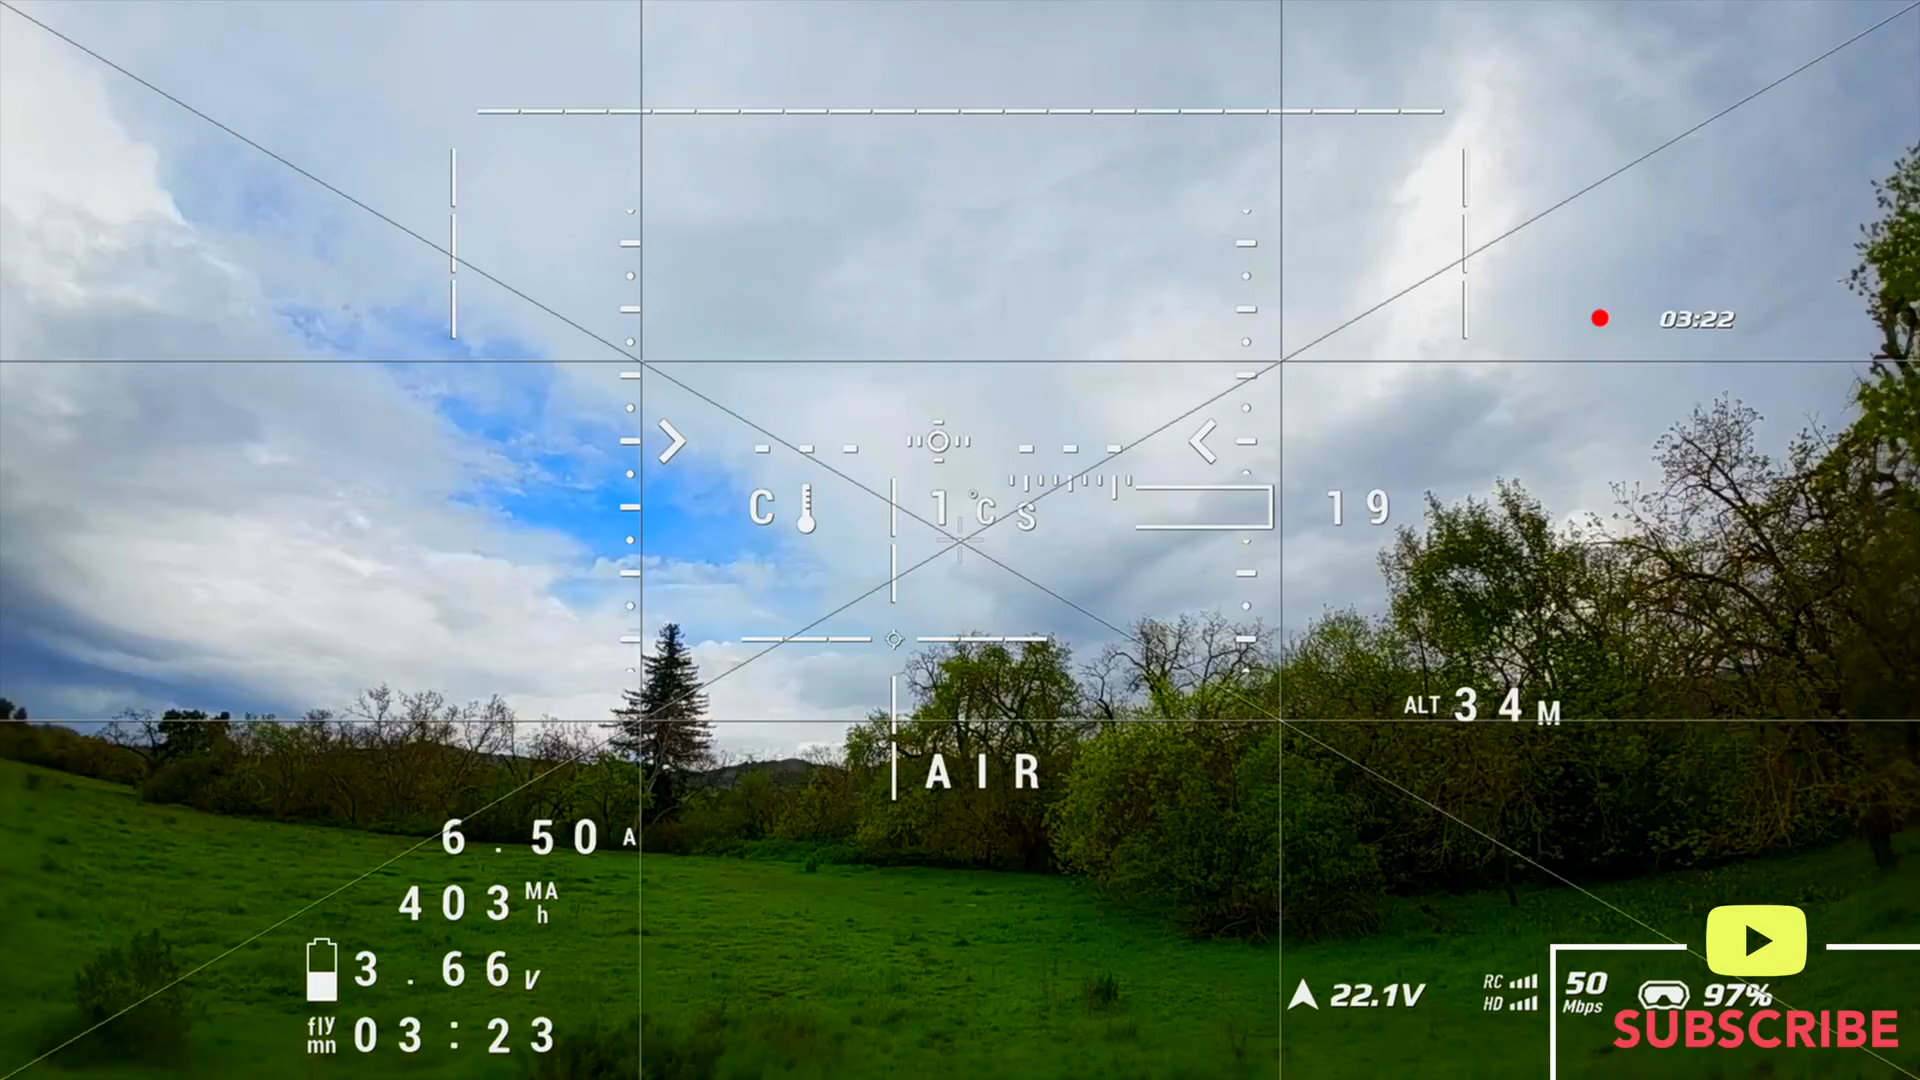 03:22
C 1°C S 19
ALT 34 M
AIR
6.50 A
403 MA h
3.66 V
fly mn 03:23
22.1V
RC
HD
50 Mbps
97%
SUBSCRIBE